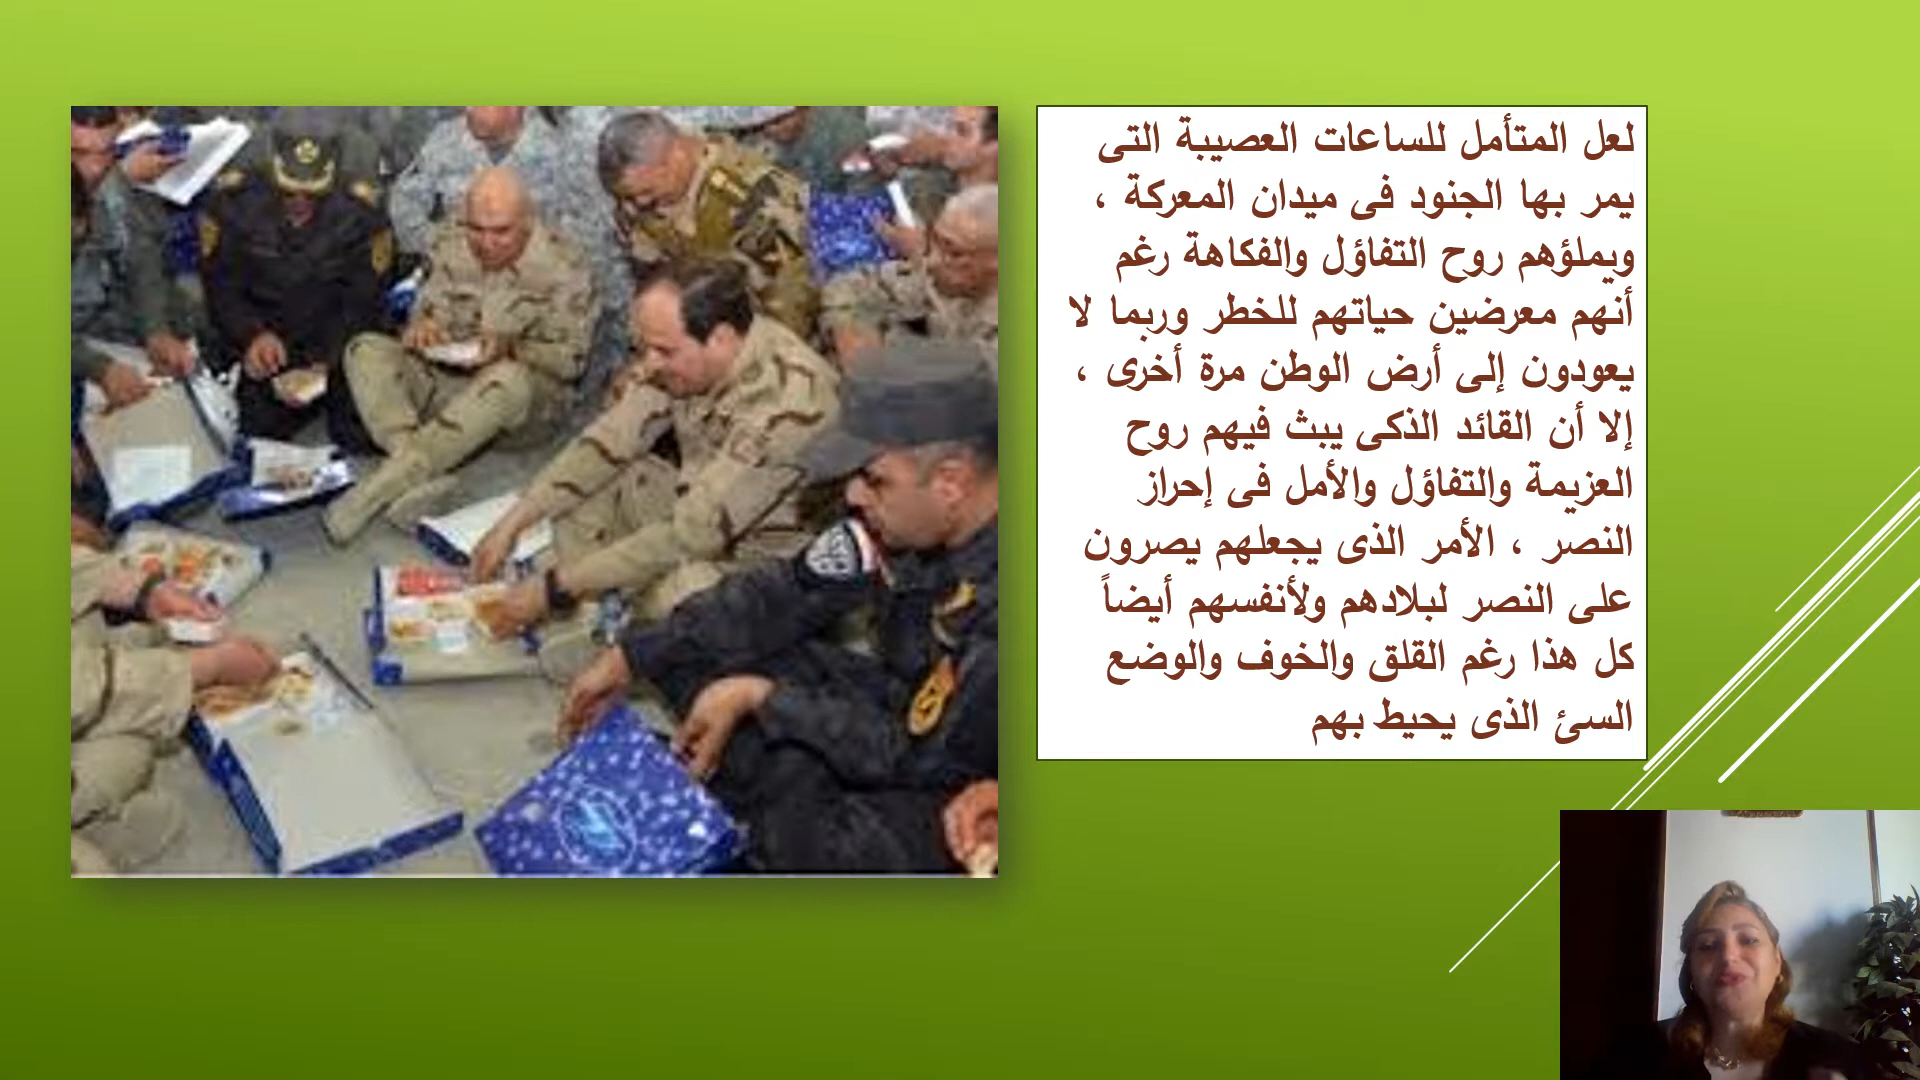 لعل المتأمل للساعات العصيبة التى
يمر بها الجنود فى ميدان المعركة ،
ويملؤهم روح التفاؤل والفكاهة رغم
أنهم معرضين حياتهم للخطر وربما لا
يعودون إلى أرض الوطن مرة أخرى ،
إلا أن القائد الذكى يبث فيهم روح
العزيمة والتفاؤل والأمل فى إحراز
النصر ، الأمر الذى يجعلهم يصرون
على النصر لبلادهم ولأنفسهم أيضاً
كل هذا رغم القلق والخوف والوضع
السئ الذى يحيط بهم